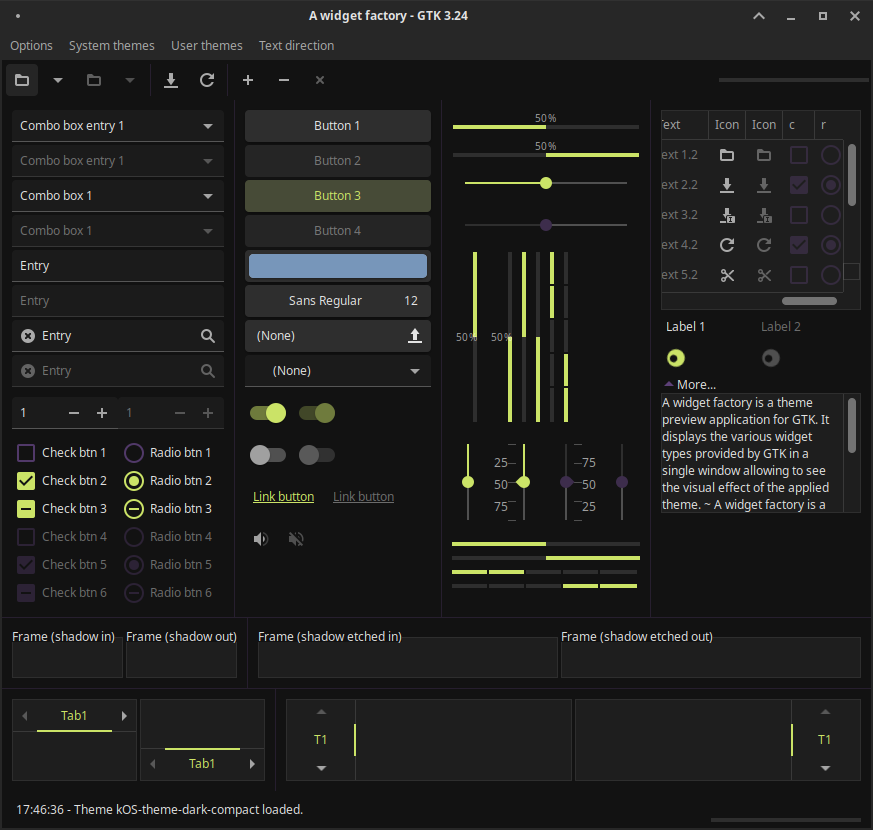 A widget factory - GTK 3.24
Options System themes User themes Text direction
Combo box entry 1
Combo box entry 1
Combo box 1
Combo box 1
Entry
Entry
Entry
Entry
1 1
Check btn 1 Radio btn 1
Check btn 2 Radio btn 2
Check btn 3 Radio btn 3
Check btn 4 Radio btn 4
Check btn 5 Radio btn 5
Check btn 6 Radio btn 6
Button 1
Button 2
Button 3
Button 4
Sans Regular 12
(None)
(None)
Link button Link button
50%
50%
50% 50%
25 75
50 50
75 25
ext Icon Icon c r
ext 1.2
ext 2.2
ext 3.2
ext 4.2
ext 5.2
Label 1 Label 2
More...
A widget factory is a theme
preview application for GTK. It
displays the various widget
types provided by GTK in a
single window allowing to see
the visual effect of the applied
theme. ~ A widget factory is a
Frame (shadow in) Frame (shadow out) Frame (shadow etched in) Frame (shadow etched out)
Tab1
Tab1
T1 T1
17:46:36 - Theme kOS-theme-dark-compact loaded.